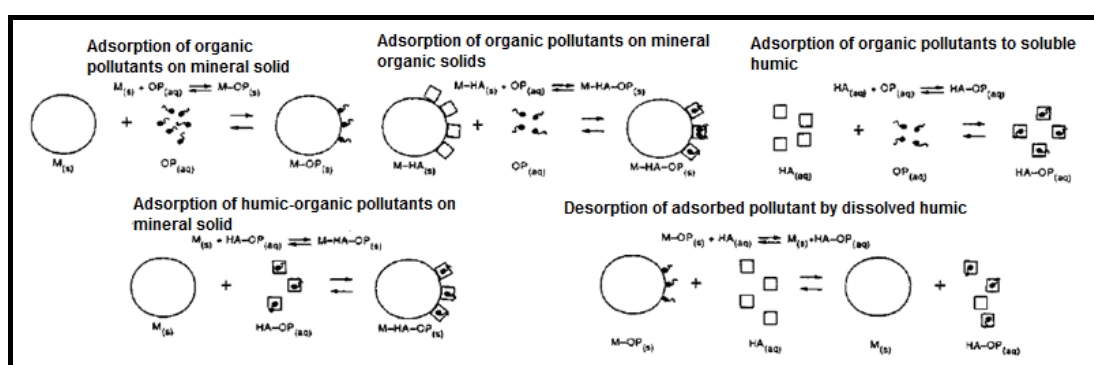 Adsorption of organic
pollutants on mineral solid
M(s) + OP(aq) ⇌ M–OP(s)
+
M(s)
OP(aq)
M–OP(s)
Adsorption of organic pollutants on mineral
organic solids
M–HA(s) + OP(aq) ⇌ M–HA–OP(s)
+
M–HA(s)
OP(aq)
M–HA–OP(s)
Adsorption of organic pollutants to soluble
humic
HA(aq) + OP(aq) ⇌ HA–OP(aq)
+
HA(aq)
OP(aq)
HA–OP(aq)
Adsorption of humic-organic pollutants on
mineral solid
M(s) + HA–OP(aq) ⇌ M–HA–OP(s)
+
M(s)
HA–OP(aq)
M–HA–OP(s)
Desorption of adsorbed pollutant by dissolved humic
M–OP(s) + HA(aq) ⇌ M(s)+HA–OP(aq)
+
+
M–OP(s)
HA(aq)
M(s)
HA–OP(aq)